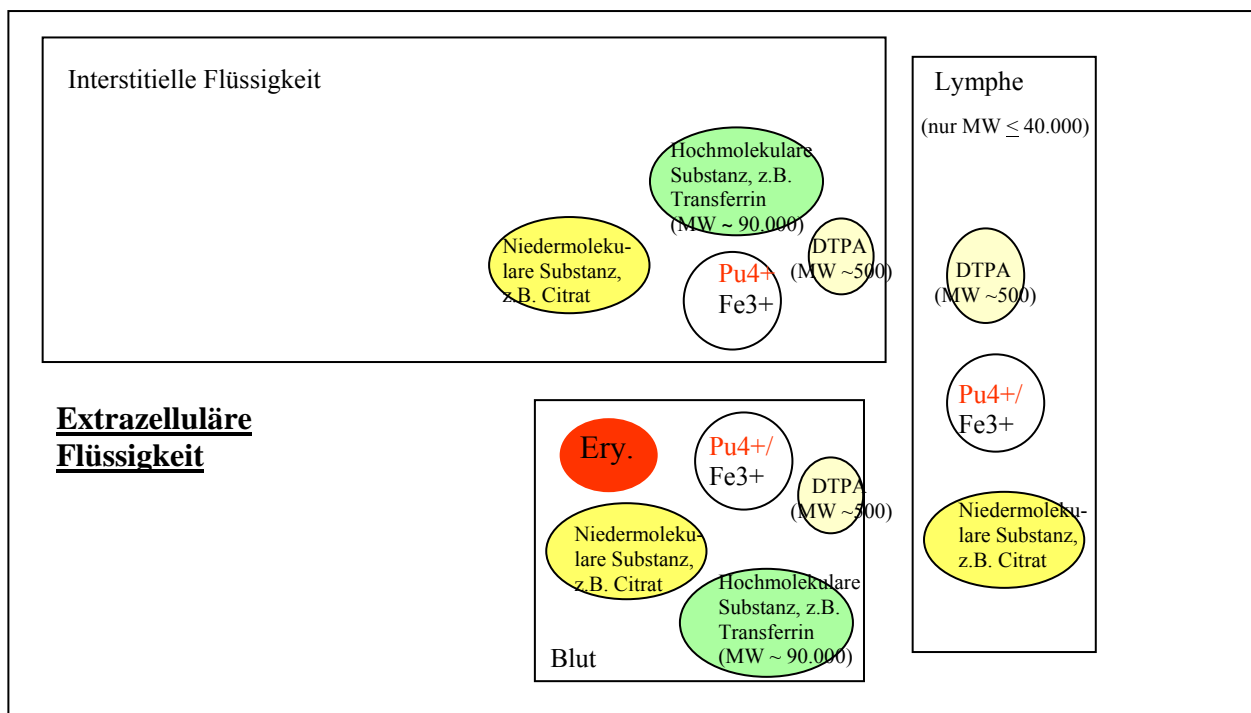 Interstitielle Flüssigkeit
Hochmolekulare
Substanz, z.B.
Transferrin
(MW ~ 90.000)
Niedermoleku-
lare Substanz,
z.B. Citrat
DTPA
(MW ~500)
Pu4+
Fe3+
Lymphe
(nur MW ≤ 40.000)
DTPA
(MW ~500)
Pu4+/
Fe3+
Niedermoleku-
lare Substanz,
z.B. Citrat
Extrazelluläre
Flüssigkeit
Ery.
Pu4+/
Fe3+
DTPA
(MW ~500)
Niedermoleku-
lare Substanz,
z.B. Citrat
Hochmolekulare
Substanz, z.B.
Transferrin
(MW ~ 90.000)
Blut